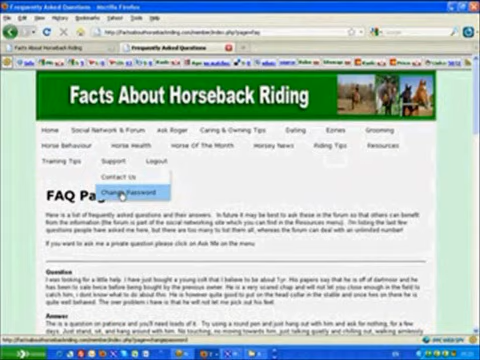 Frequently Asked Questions - Mozilla Firefox
File Edit View History Bookmarks Yahoo! Tools Help
Facts About Horseback Riding
Frequently Asked Questions
Facts About Horseback Riding
Home Social Network & Forum Ask Roger Caring & Owning Tips Dating Ezines Grooming
Horse Behaviour Horse Health Horse Of The Month Horsey News Riding Tips Resources
Training Tips Support Logout
Contact Us
Change Password
FAQ Pag
Here is a list of frequently asked questions and their answers. In future it may be best to ask these in the forum so that others can benefit
from the information (the forum is part of the social networking site which you can find in the Resources menu). I'm listing the last few
questions people have asked me here, but there are too many to list them all, whereas the forum can deal with an unlimited number!
If you want to ask me a private question please click on Ask Me on the menu
Question
I was looking for a little help. I have just bought a young colt that I believe to be about 1yr. His papers say that he is off of dartmoor and he
has been to sale twice before being bought by the previous owner. He is a very scared chap and will not let you close enough in the field to
catch him, I dont know what to do about this. He is however quite good to put on the head collar in the stable and once his on there he is
quite well behaved. The over problem i have is that he will not let me pick out his feet
Answer
The is a question on patience and you'll need loads of it. Try using a round pen and just hang out with him and ask for nothing, for a few
days. Just stand, sit, and hang around with him. No touching, no moving towards him, just talking quietly and chilling out, walking almost